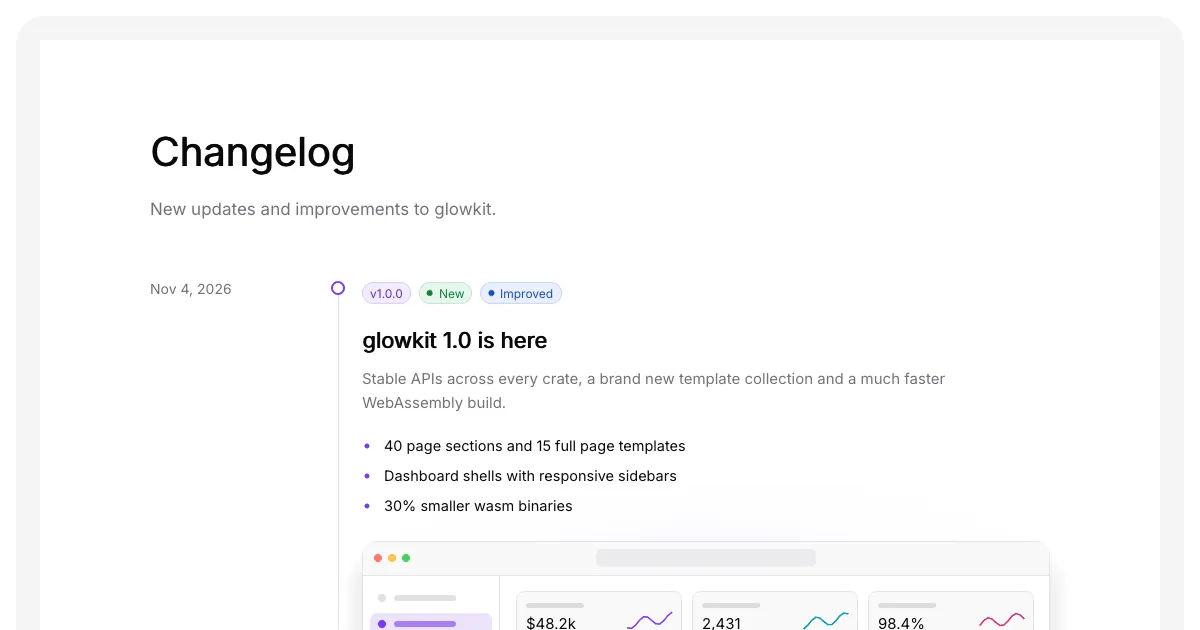 Changelog
New updates and improvements to glowkit.
Nov 4, 2026
v1.0.0 New Improved
glowkit 1.0 is here
Stable APIs across every crate, a brand new template collection and a much faster
WebAssembly build.
40 page sections and 15 full page templates
Dashboard shells with responsive sidebars
30% smaller wasm binaries
$48.2k 2,431 98.4%